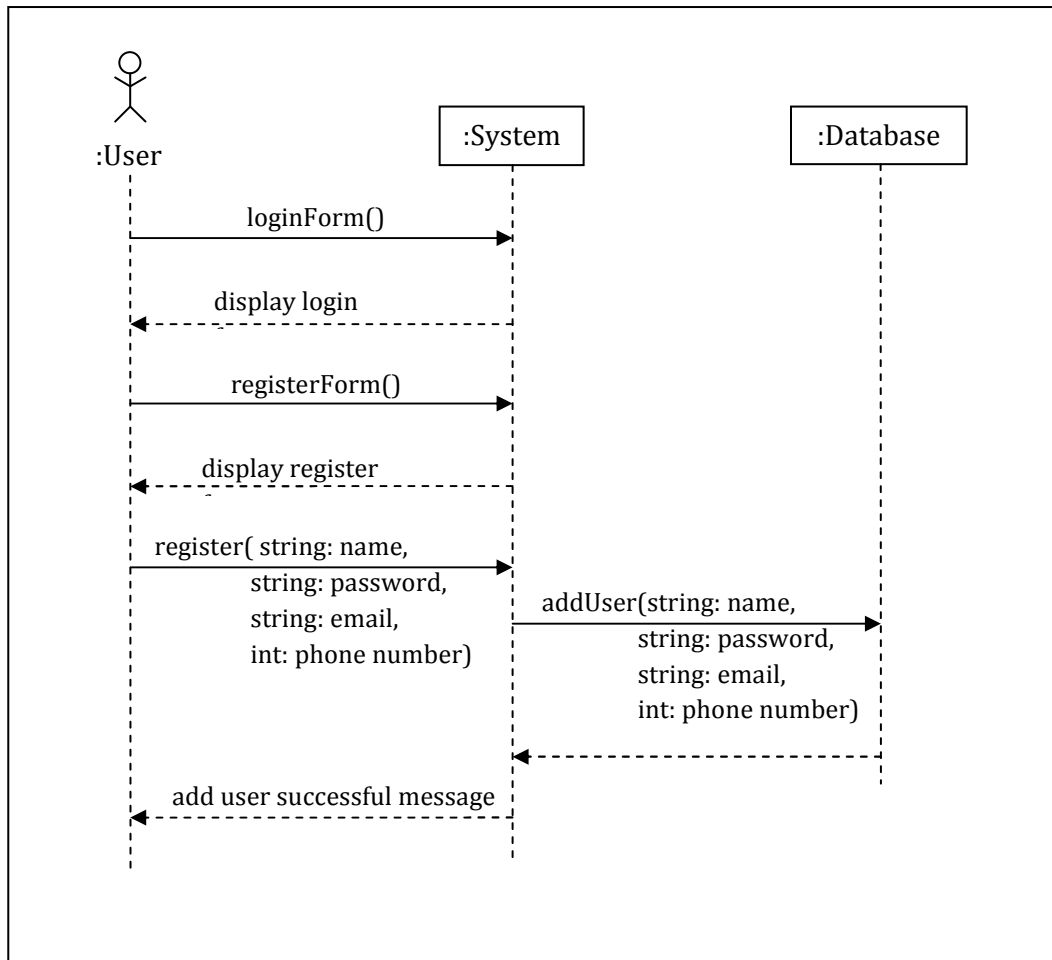 :User
:System
:Database
loginForm()
display login
registerForm()
display register
register( string: name,
string: password,
string: email,
int: phone number)
addUser(string: name,
string: password,
string: email,
int: phone number)
add user successful message